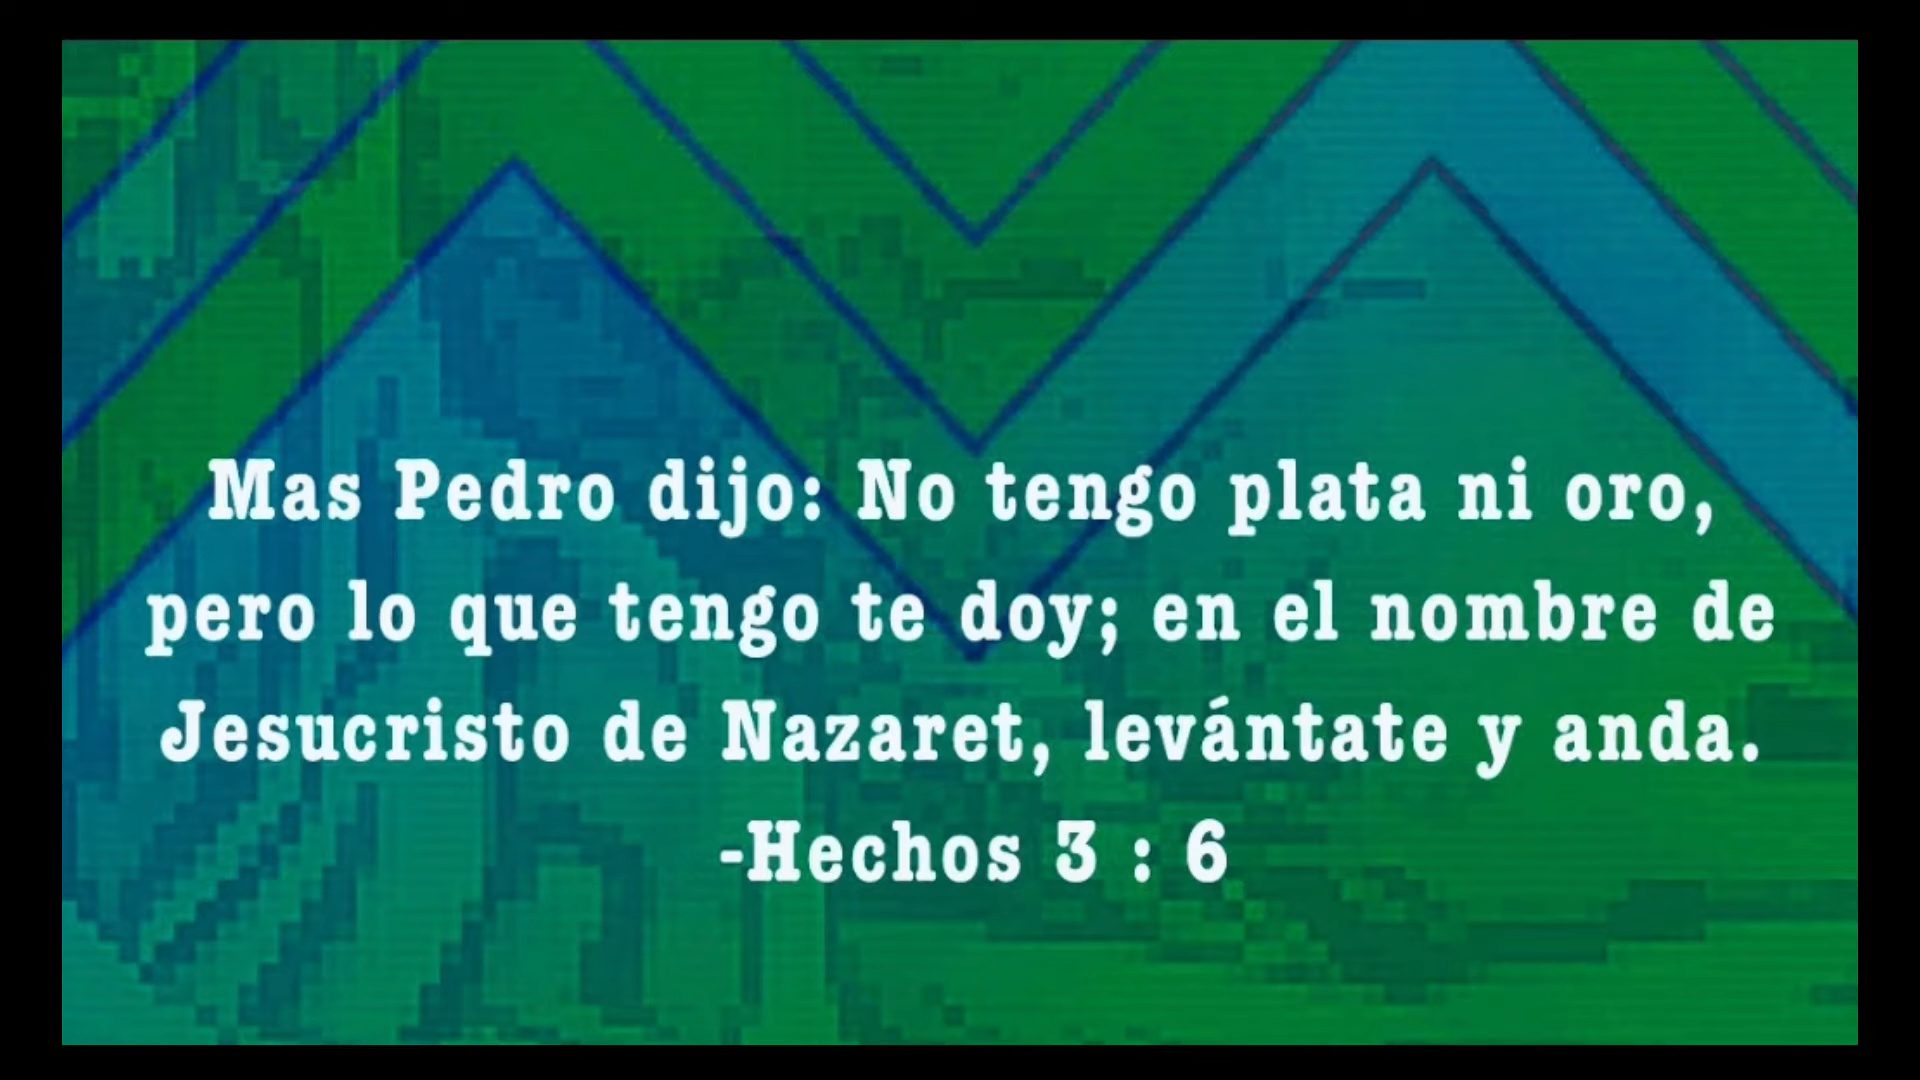 Mas Pedro dijo: No tengo plata ni oro,
pero lo que tengo te doy; en el nombre de
Jesucristo de Nazaret, levántate y anda.
-Hechos 3 : 6